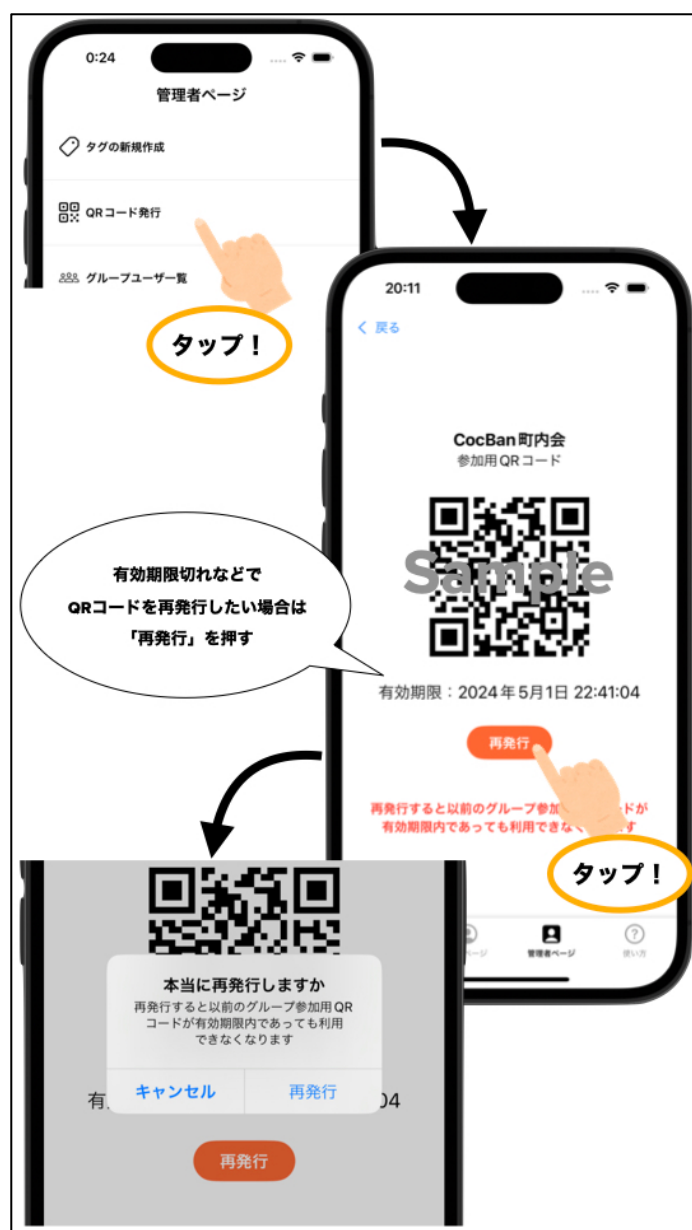 0:24
管理者ページ
タグの新規作成
QRコード発行
グループユーザ一覧
タップ！
20:11
戻る
CocBan町内会
参加用QRコード
Sample
有効期限切れなどで
QRコードを再発行したい場合は
「再発行」を押す
有効期限：2024年5月1日 22:41:04
再発行
再発行すると以前のグループ参加
ドが
有効期限内であっても利用できな
す
タップ！
ページ
管理者ページ
使い方
本当に再発行しますか
再発行すると以前のグループ参加用QR
コードが有効期限内であっても利用
できなくなります
キャンセル
再発行
有
04
再発行